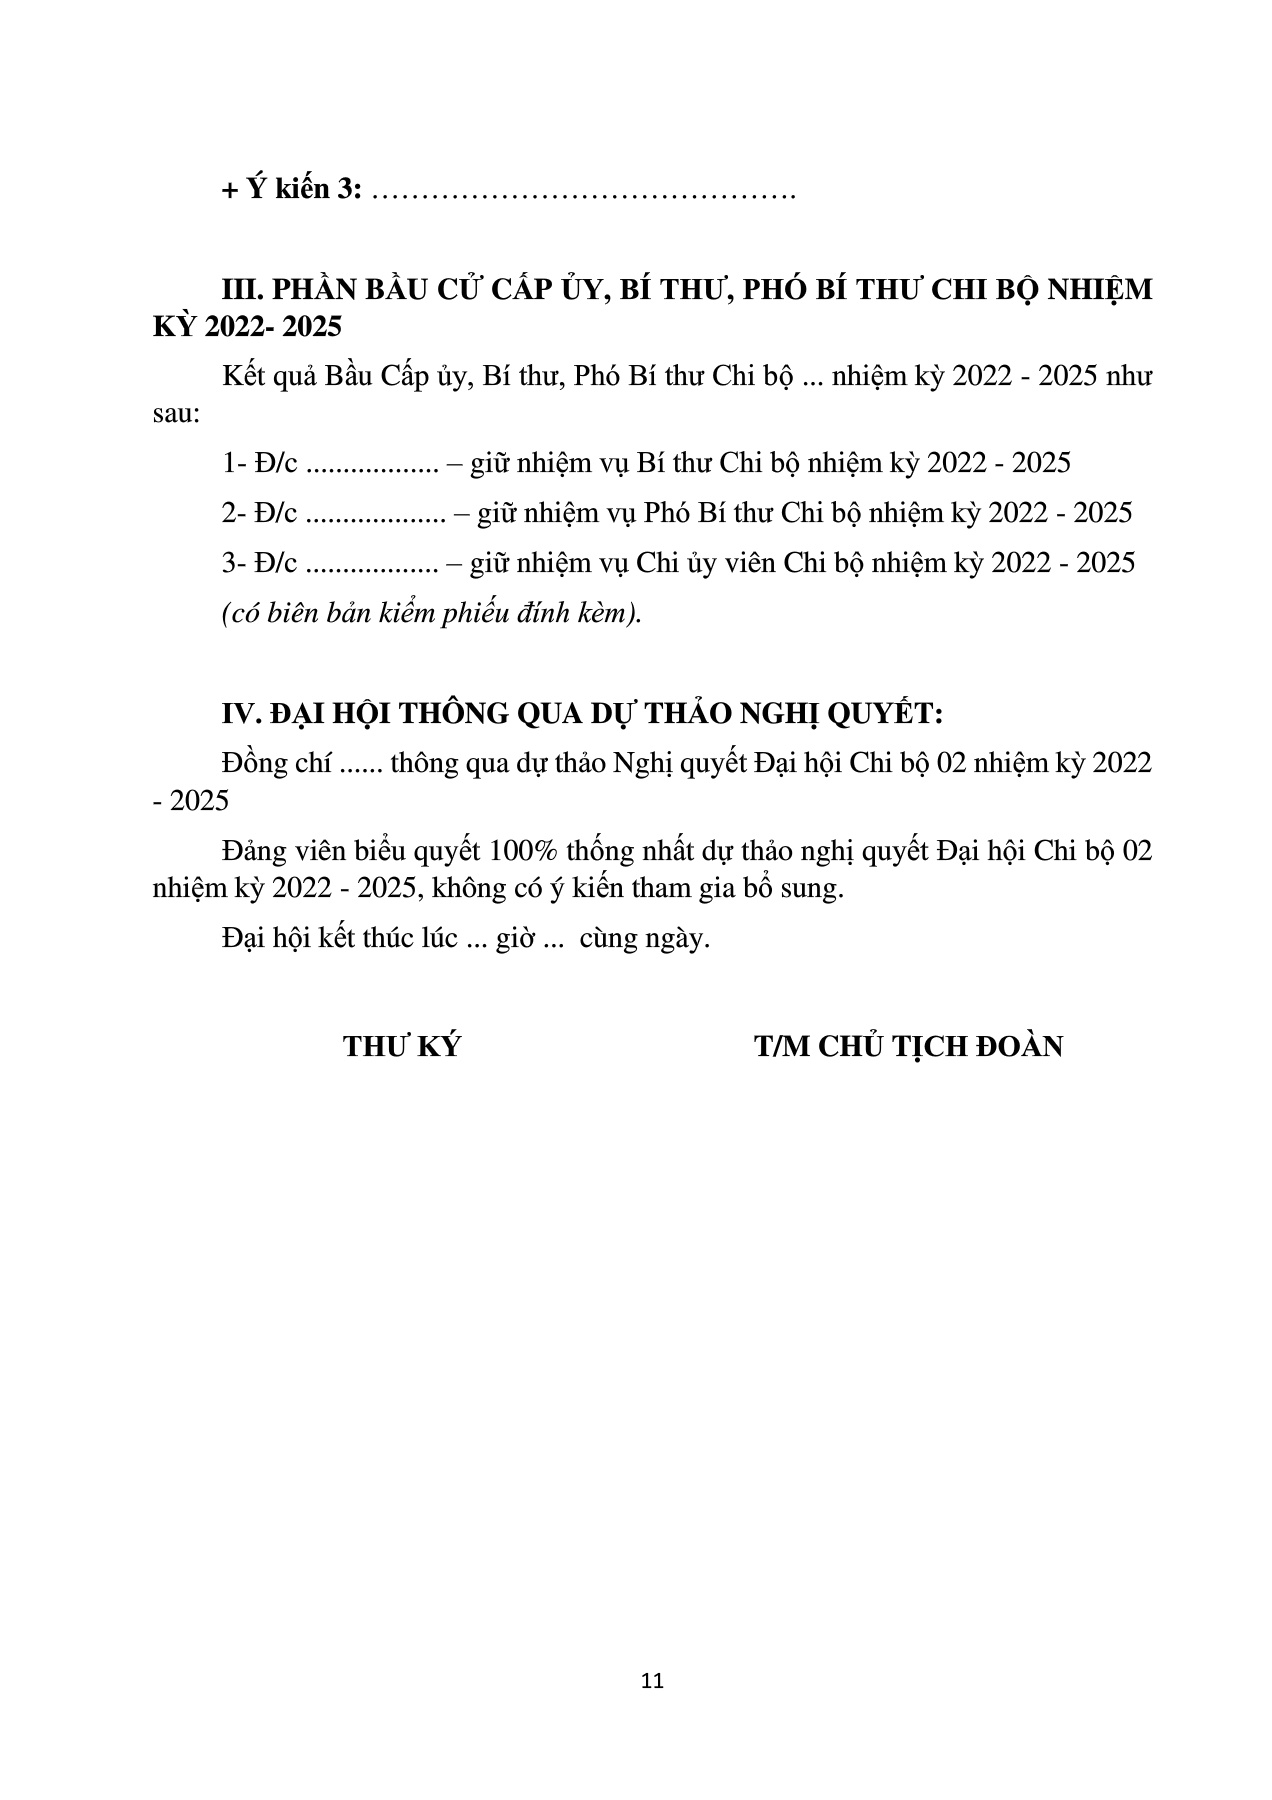 + Ý kiến 3: …………………………………….
III. PHẦN BẦU CỬ CẤP ỦY, BÍ THƯ, PHÓ BÍ THƯ CHI BỘ NHIỆM
KỲ 2022- 2025
Kết quả Bầu Cấp ủy, Bí thư, Phó Bí thư Chi bộ ... nhiệm kỳ 2022 - 2025 như
sau:
1- Đ/c .................. – giữ nhiệm vụ Bí thư Chi bộ nhiệm kỳ 2022 - 2025
2- Đ/c ................... – giữ nhiệm vụ Phó Bí thư Chi bộ nhiệm kỳ 2022 - 2025
3- Đ/c .................. – giữ nhiệm vụ Chi ủy viên Chi bộ nhiệm kỳ 2022 - 2025
(có biên bản kiểm phiếu đính kèm).
IV. ĐẠI HỘI THÔNG QUA DỰ THẢO NGHỊ QUYẾT:
Đồng chí ...... thông qua dự thảo Nghị quyết Đại hội Chi bộ 02 nhiệm kỳ 2022
- 2025
Đảng viên biểu quyết 100% thống nhất dự thảo nghị quyết Đại hội Chi bộ 02
nhiệm kỳ 2022 - 2025, không có ý kiến tham gia bổ sung.
Đại hội kết thúc lúc ... giờ ...  cùng ngày.
THƯ KÝ T/M CHỦ TỊCH ĐOÀN
11